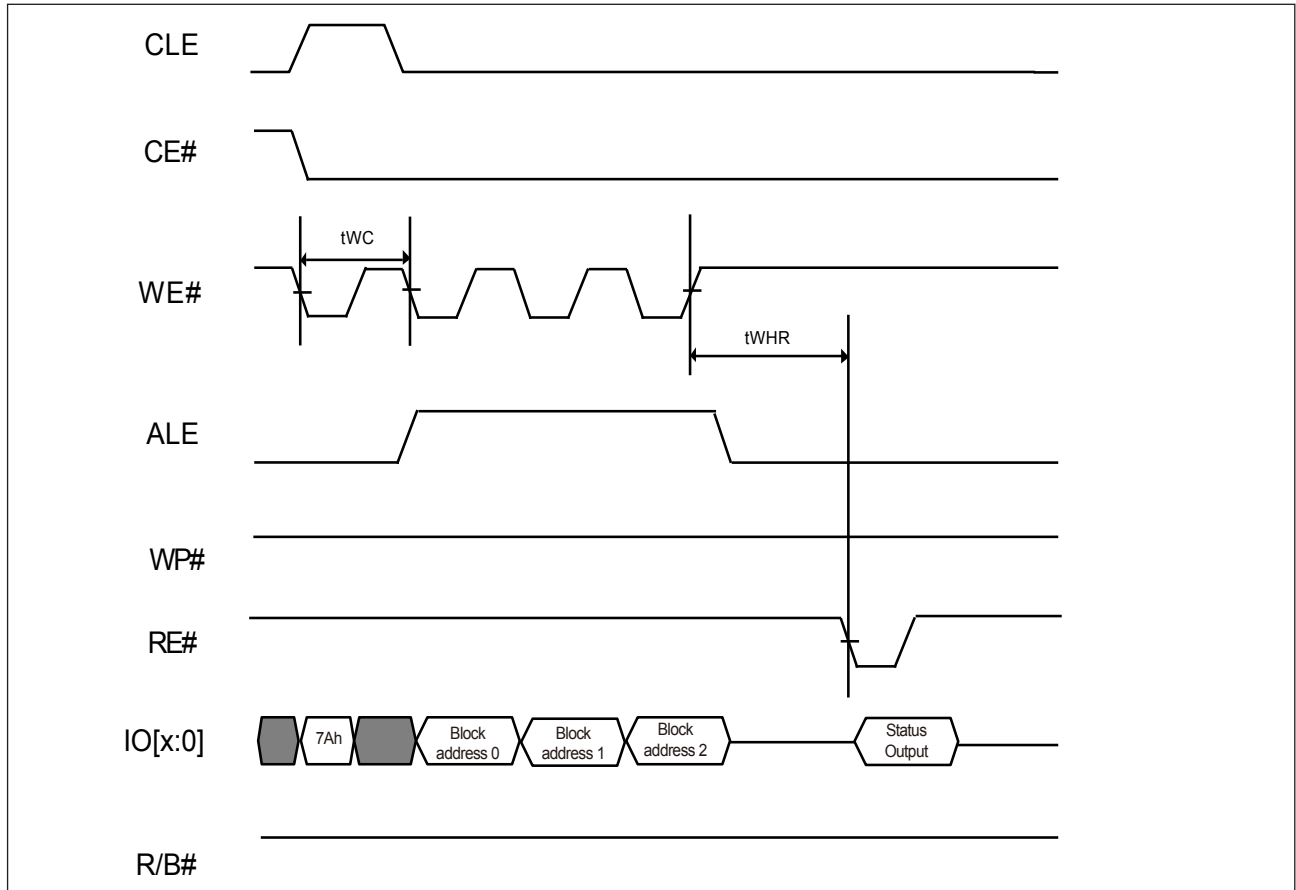 CLE
CE#
tWC
WE#
tWHR
ALE
WP#
RE#
IO[x:0]
7Ah
Block
address 0
Block
address 1
Block
address 2
Status
Output
R/B#